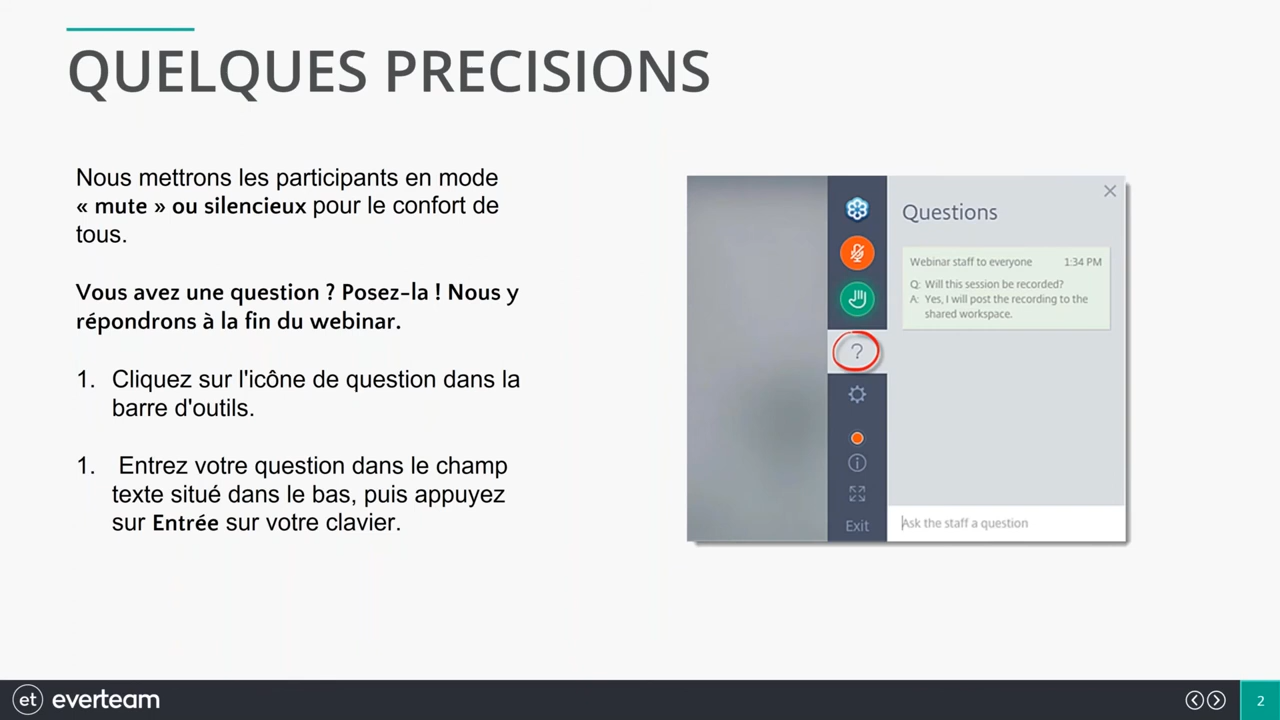 QUELQUES PRECISIONS
Nous mettrons les participants en mode
« mute » ou silencieux pour le confort de
tous.
Vous avez une question ? Posez-la ! Nous y
répondrons à la fin du webinar.
1. Cliquez sur l'icône de question dans la
barre d'outils.
1. Entrez votre question dans le champ
texte situé dans le bas, puis appuyez
sur Entrée sur votre clavier.
Questions
Webinar staff to everyone 1:34 PM
Q: Will this session be recorded?
A: Yes, I will post the recording to the
shared workspace.
?
Exit
Ask the staff a question
et everteam
2